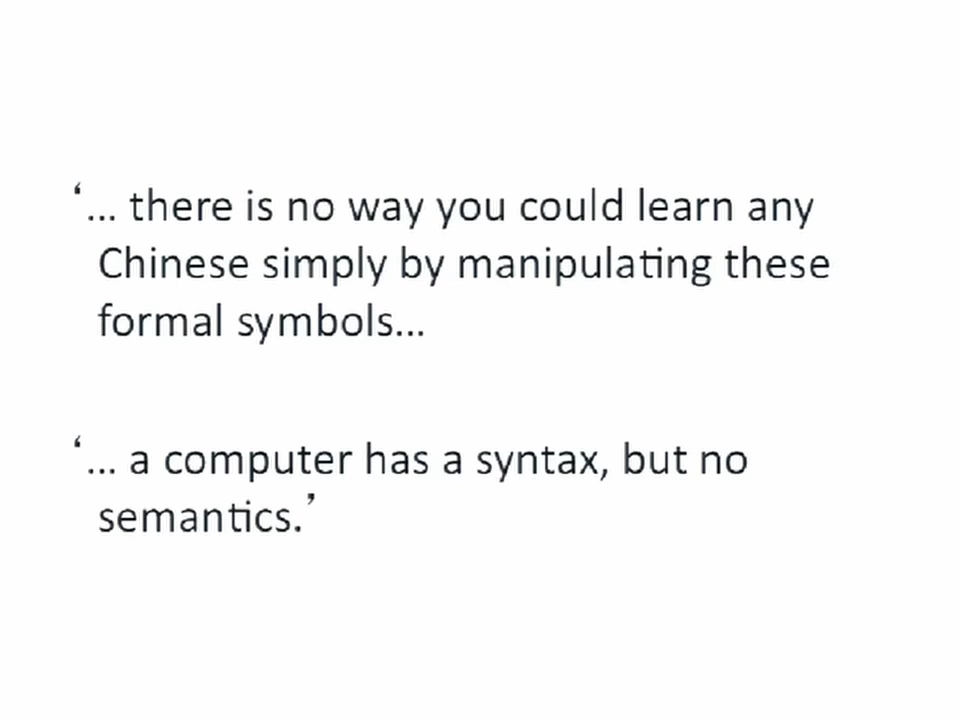 ‘... there is no way you could learn any
Chinese simply by manipulating these
formal symbols...
‘... a computer has a syntax, but no
semantics.’